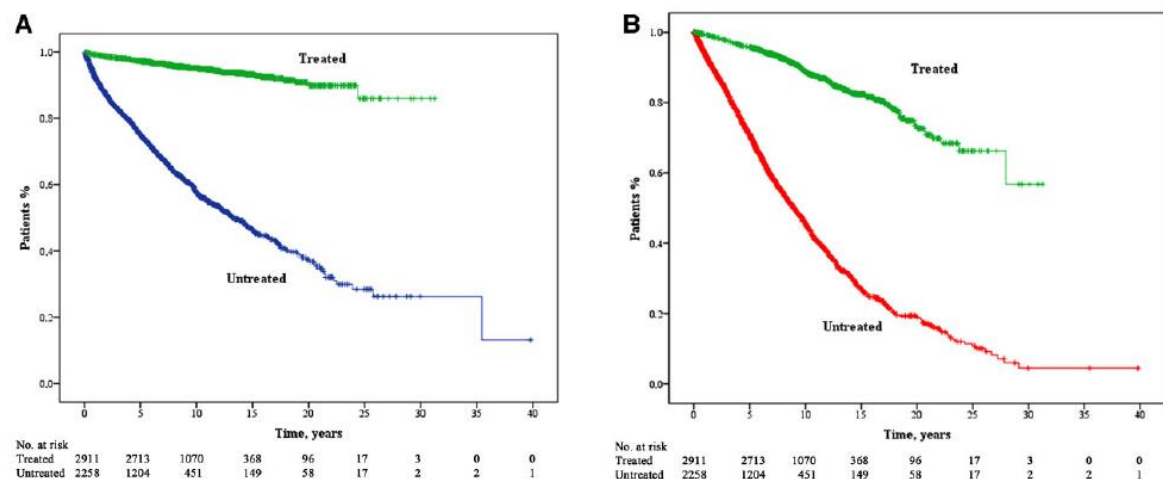 A
1.0
0.8
0.6
0.4
0.2
0.0
Patients %
Treated
Untreated
0 5 10 15 20 25 30 35 40
Time, years
No. at risk
Treated 2911 2713 1070 368 96 17 3 0 0
Untreated 2258 1204 451 149 58 17 2 2 1
B
1.0
0.8
0.6
0.4
0.2
0.0
Patients %
Treated
Untreated
0 5 10 15 20 25 30 35 40
Time, years
No. at risk
Treated 2911 2713 1070 368 96 17 3 0 0
Untreated 2258 1204 451 149 58 17 2 2 1